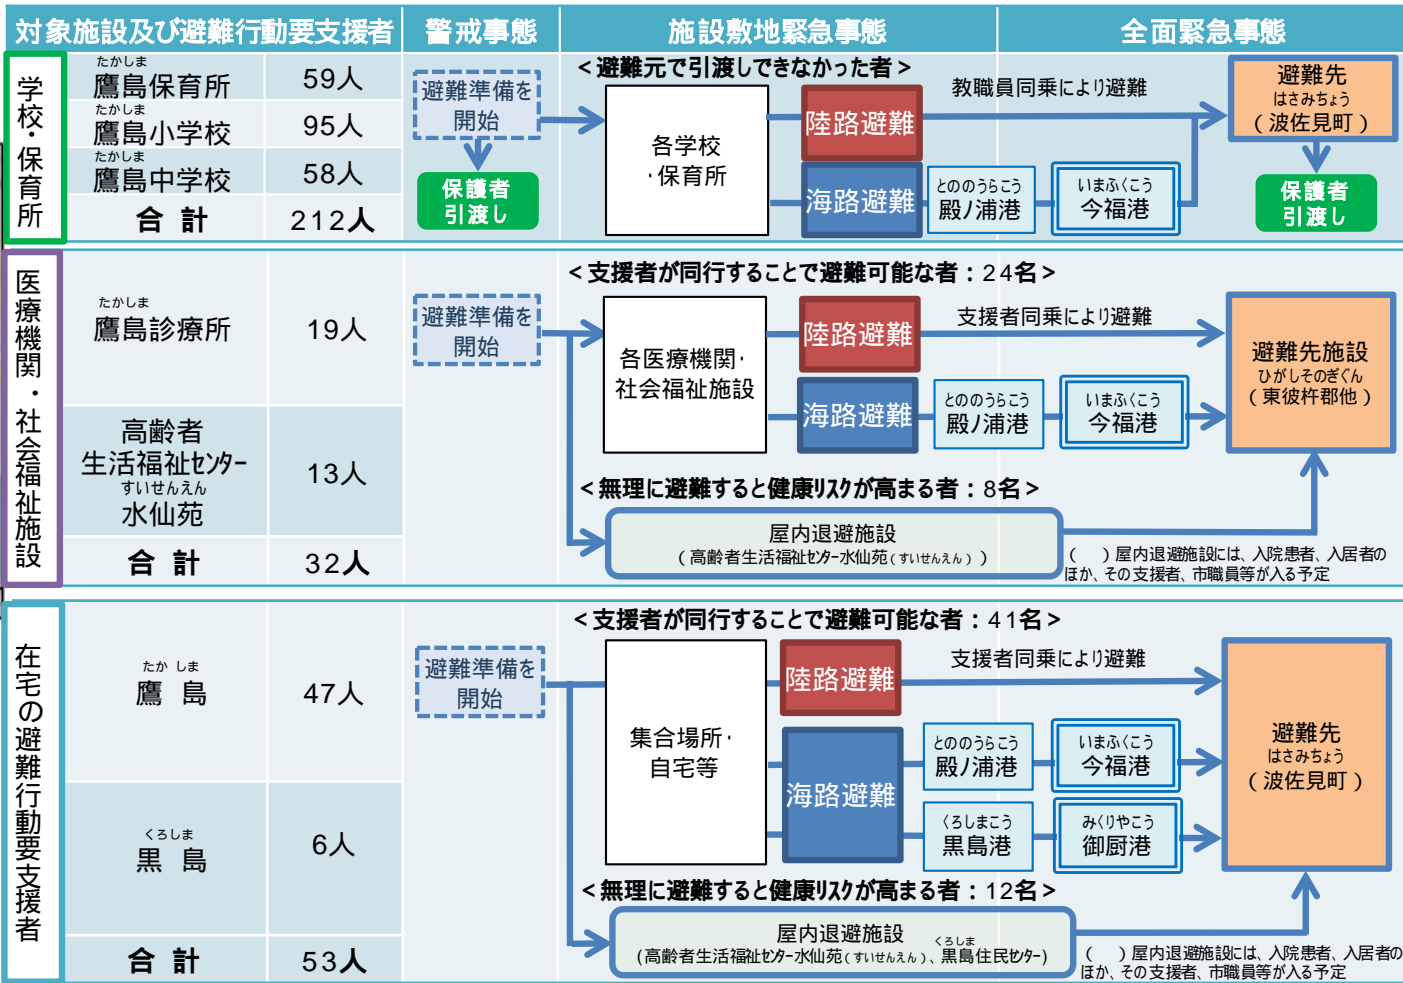 対象施設及び避難行動要支援者
警戒事態
施設敷地緊急事態
全面緊急事態
学校・保育所
たかしま
鷹島保育所
59人
たかしま
鷹島小学校
95人
たかしま
鷹島中学校
58人
合 計
212人
避難準備を
開始
保護者
引渡し
<避難元で引渡しできなかった者>
各学校
・保育所
陸路避難
教職員同乗により避難
海路避難
とののうらこう
殿ノ浦港
いまふくこう
今福港
避難先
はさみちょう
(波佐見町)
保護者
引渡し
医療機関・社会福祉施設
たかしま
鷹島診療所
19人
高齢者
生活福祉センター
すいせんえん
水仙苑
13人
合 計
32人
避難準備を
開始
<支援者が同行することで避難可能な者:24名>
各医療機関・
社会福祉施設
陸路避難
支援者同乗により避難
海路避難
とののうらこう
殿ノ浦港
いまふくこう
今福港
避難先施設
ひがしそのぎぐん
(東彼杵郡他)
<無理に避難すると健康リスクが高まる者:8名>
屋内退避施設
(高齢者生活福祉センター水仙苑(すいせんえん))
( )屋内退避施設には、入院患者、入居者の
ほか、その支援者、市職員等が入る予定
在宅の避難行動要支援者
たか しま
鷹 島
47人
くろしま
黒 島
6人
合 計
53人
避難準備を
開始
<支援者が同行することで避難可能な者:41名>
集合場所・
自宅等
陸路避難
支援者同乗により避難
海路避難
とののうらこう
殿ノ浦港
いまふくこう
今福港
くろしまこう
黒島港
みくりやこう
御厨港
避難先
はさみちょう
(波佐見町)
<無理に避難すると健康リスクが高まる者:12名>
屋内退避施設
くろしま
(高齢者生活福祉センター水仙苑(すいせんえん)、黒島住民センター)
( )屋内退避施設には、入院患者、入居者の
ほか、その支援者、市職員等が入る予定